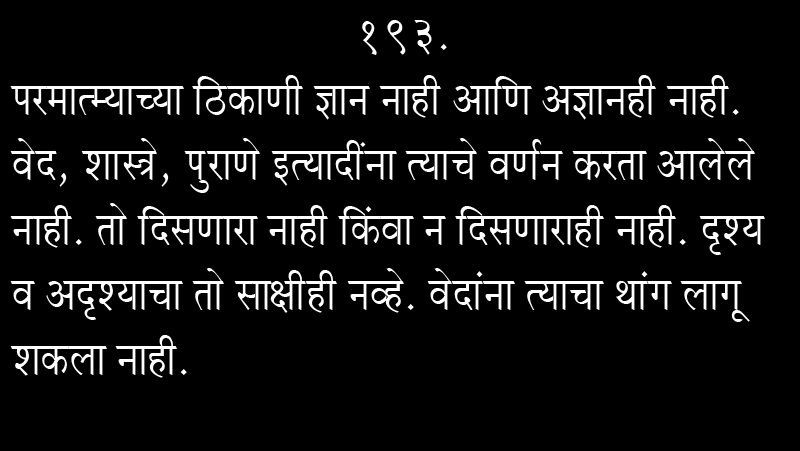 १९३.
परमात्म्याच्या ठिकाणी ज्ञान नाही आणि अज्ञानही नाही.
वेद, शास्त्रे, पुराणे इत्यादींना त्याचे वर्णन करता आलेले
नाही. तो दिसणारा नाही किंवा न दिसणाराही नाही. दृश्य
व अदृश्याचा तो साक्षीही नव्हे. वेदांना त्याचा थांग लागू
शकला नाही.